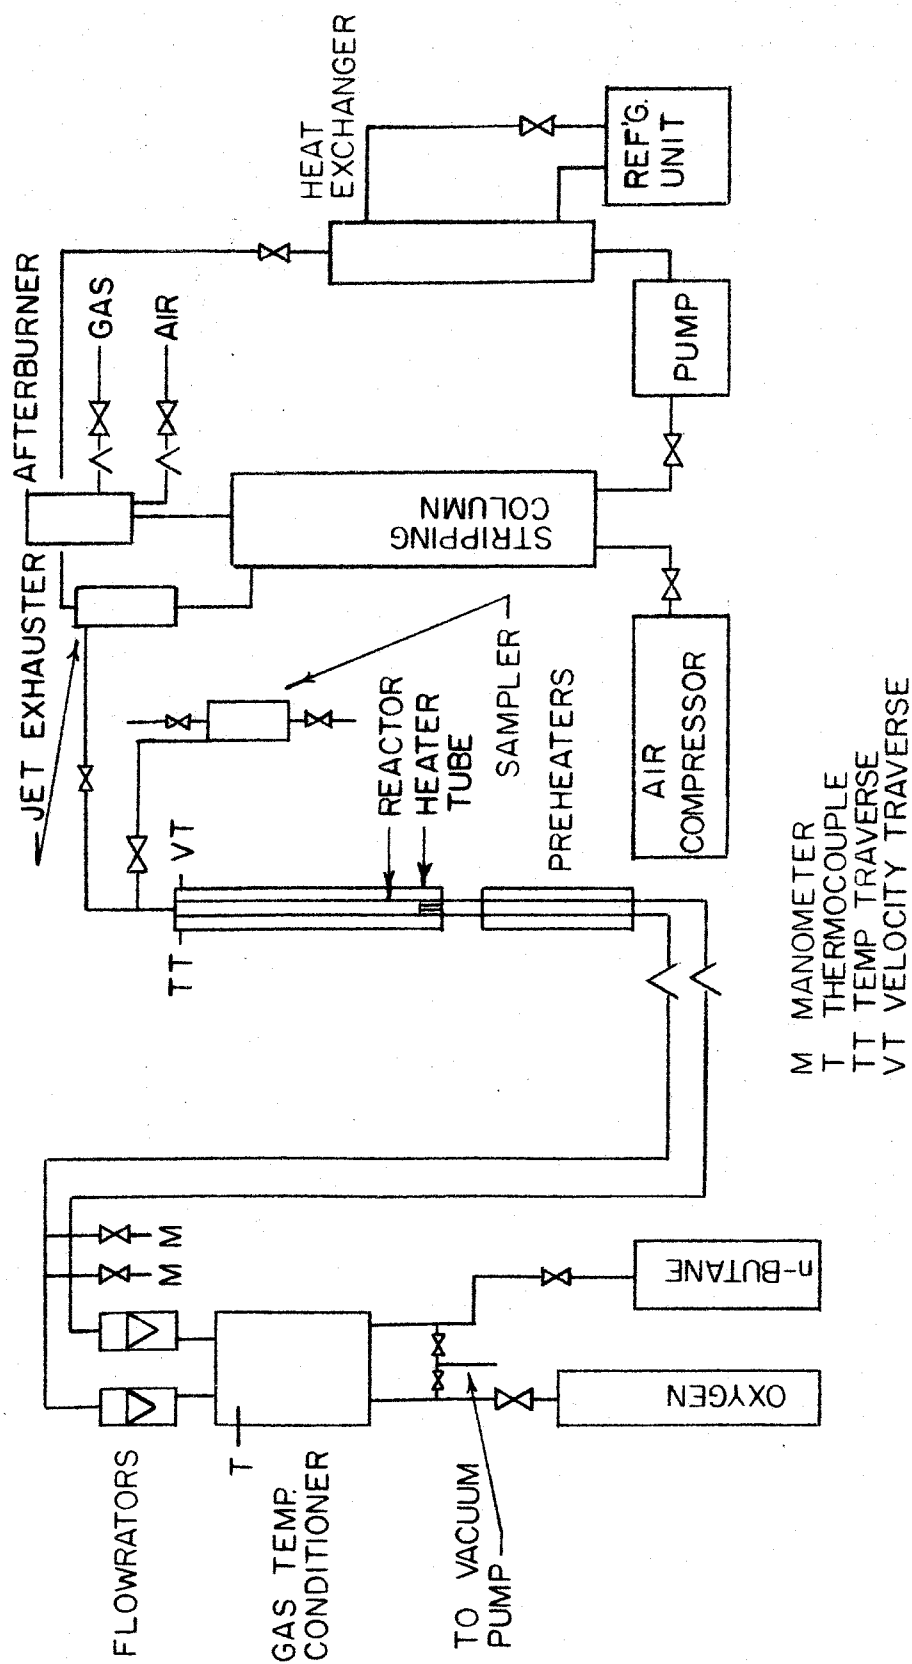 FLOWRATORS
M
M
T
GAS TEMP.
CONDITIONER
TO VACUUM
PUMP
OXYGEN
n-BUTANE
TT
VT
JET EXHAUSTER
AFTERBURNER
GAS
AIR
HEAT
EXCHANGER
REACTOR
HEATER
TUBE
SAMPLER
PREHEATERS
STRIPPING
COLUMN
AIR
COMPRESSOR
PUMP
REF'G.
UNIT
M MANOMETER
T THERMOCOUPLE
TT TEMP TRAVERSE
VT VELOCITY TRAVERSE